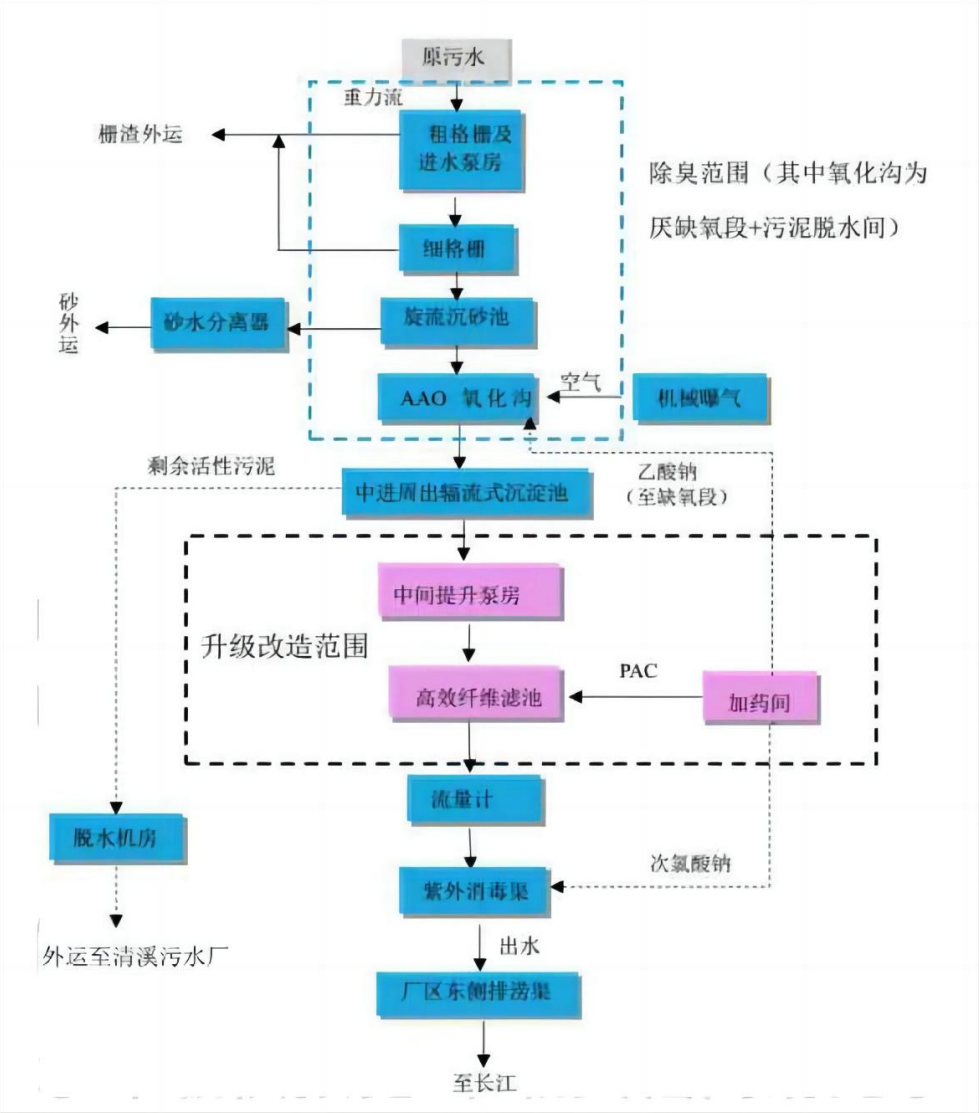 原污水
重力流
粗格栅及
进水泵房
栅渣外运
除臭范围（其中氧化沟为
厌缺氧段+污泥脱水间）
细格栅
砂外运
砂水分离器
旋流沉砂池
AAO 氧化沟
空气
机械曝气
剩余活性污泥
中进周出辐流式沉淀池
乙酸钠
（至缺氧段）
中间提升泵房
升级改造范围
高效纤维滤池
PAC
加药间
流量计
脱水机房
紫外消毒渠
次氯酸钠
外运至清溪污水厂
出水
厂区东侧排涝渠
至长江